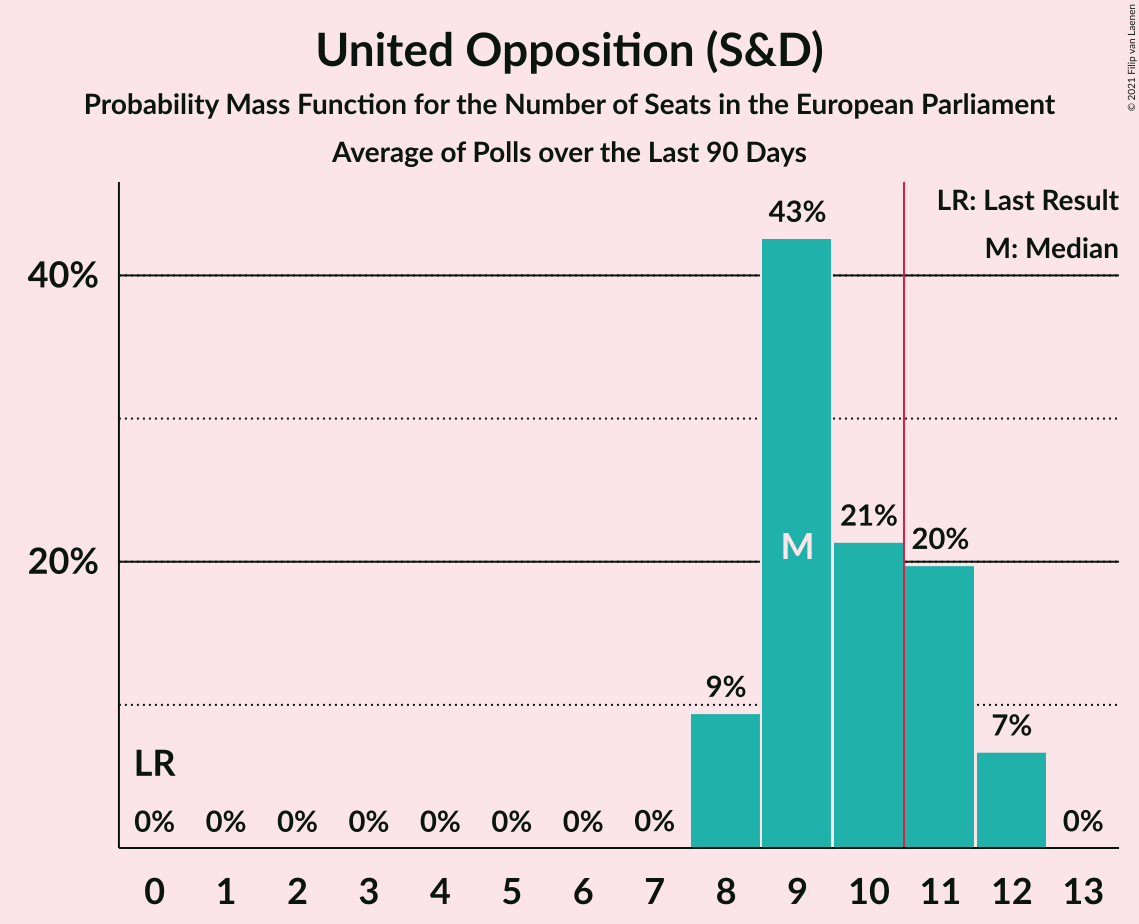 United Opposition (S&D)
Probability Mass Function for the Number of Seats in the European Parliament
Average of Polls over the Last 90 Days
© 2021 Filip van Laenen
LR: Last Result
M: Median
43%
40%
21%
20%
M
20%
9%
7%
LR
0% 0% 0% 0% 0% 0% 0% 0% 0%
0 1 2 3 4 5 6 7 8 9 10 11 12 13